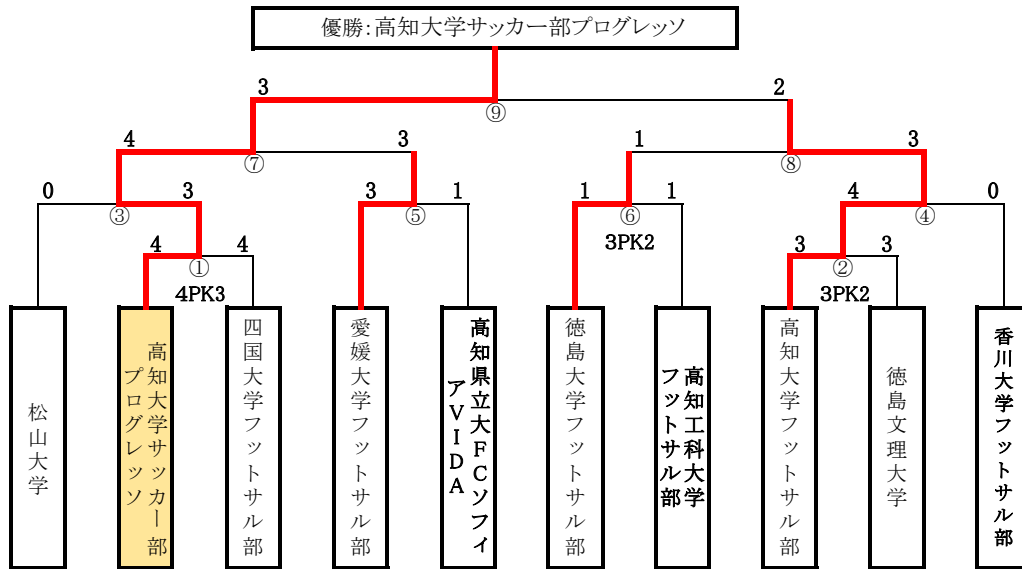 優勝:高知大学サッカー部プログレッソ
3
2
⑨
4
3
1
3
⑦
⑧
0
3
3
1
1
1
4
0
③
⑤
⑥
④
3PK2
4
4
3
3
①
②
4PK3
3PK2
松山大学
高知大学サッカー部
プログレッソ
四国大学フットサル部
愛媛大学フットサル部
高知県立大FCソフィ
アVIDA
徳島大学フットサル部
高知工科大学
フットサル部
高知大学フットサル部
徳島文理大学
香川大学フットサル部